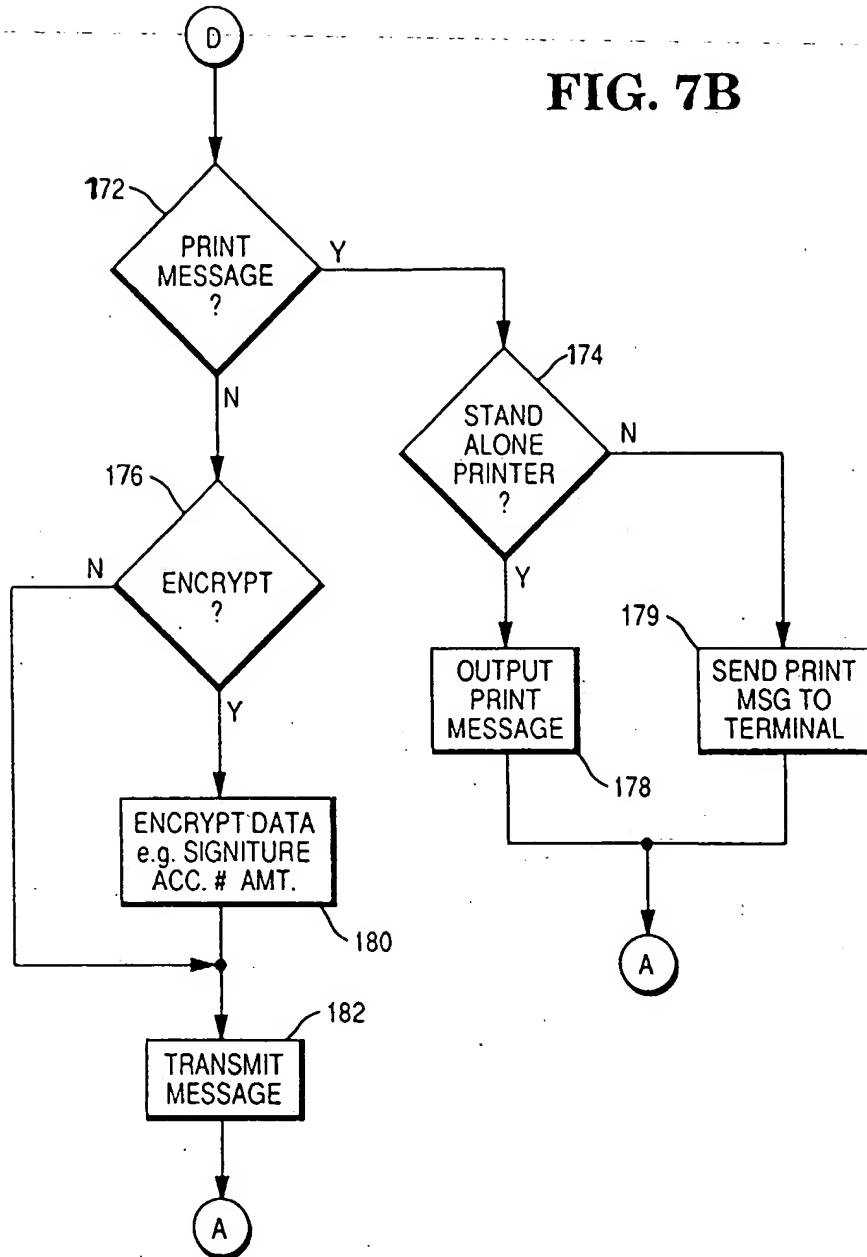 D
FIG. 7B
172
PRINT
MESSAGE
?
Y
N
174
STAND
ALONE
PRINTER
?
N
Y
176
ENCRYPT
?
N
Y
OUTPUT
PRINT
MESSAGE
178
179
SEND PRINT
MSG TO
TERMINAL
A
ENCRYPT DATA
e.g. SIGNITURE
ACC. # AMT.
180
182
TRANSMIT
MESSAGE
A